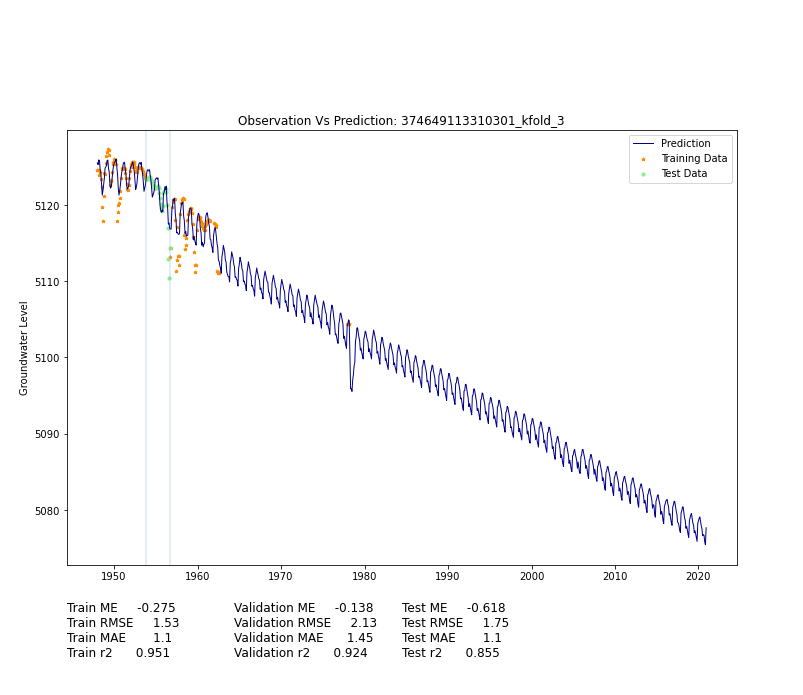 Observation Vs Prediction: 374649113310301_kfold_3
Prediction
Training Data
Test Data
Groundwater Level
5120
5110
5100
5090
5080
1950 1960 1970 1980 1990 2000 2010 2020
Train ME -0.275 Validation ME -0.138 Test ME -0.618
Train RMSE 1.53 Validation RMSE 2.13 Test RMSE 1.75
Train MAE 1.1 Validation MAE 1.45 Test MAE 1.1
Train r2 0.951 Validation r2 0.924 Test r2 0.855